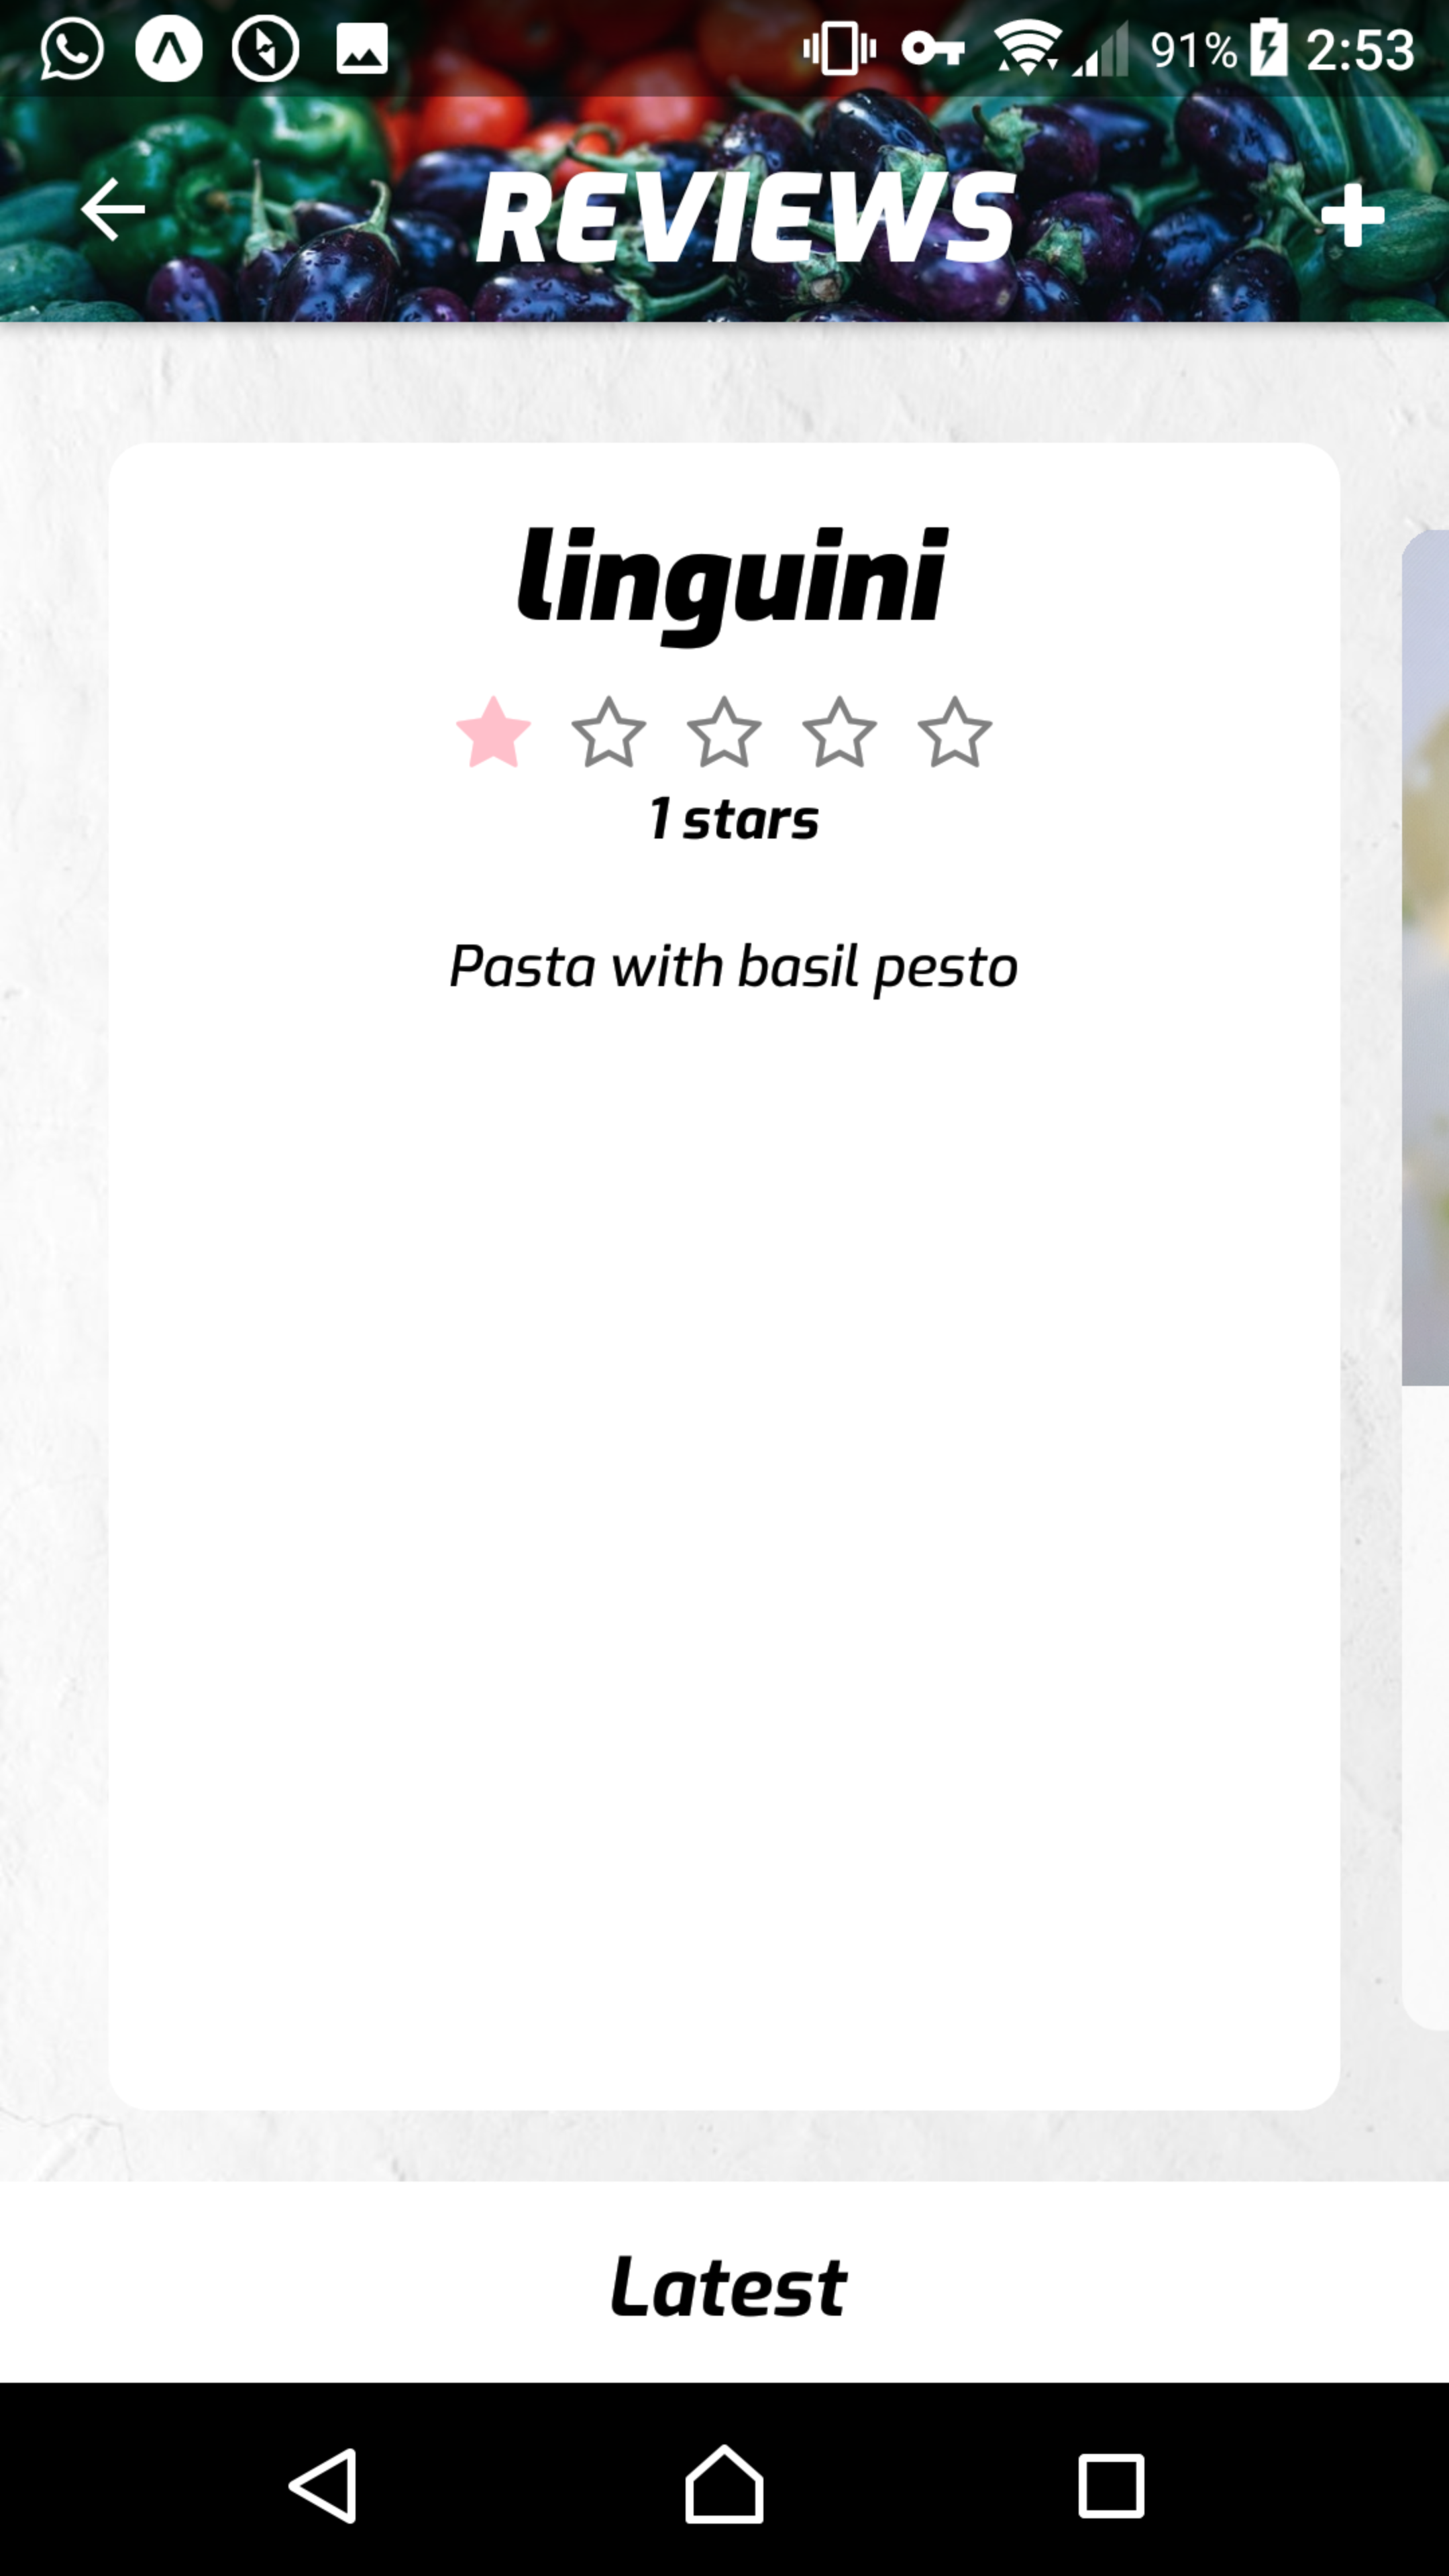 91% 2:53
REVIEWS
linguini
1 stars
Pasta with basil pesto
Latest